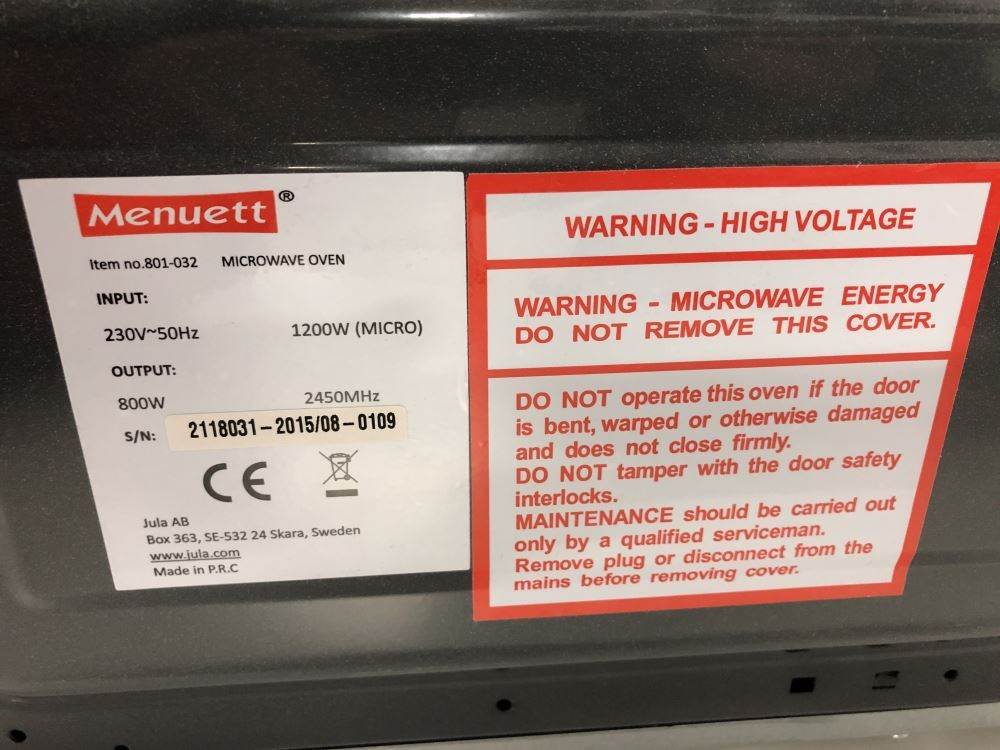 Menuett®
Item no.801-032 MICROWAVE OVEN
INPUT:
230V~50Hz 1200W (MICRO)
OUTPUT:
800W 2450MHz
S/N: 2118031–2015/08–0109
CE
Jula AB
Box 363, SE-532 24 Skara, Sweden
www.jula.com
Made in P.R.C
WARNING - HIGH VOLTAGE
WARNING - MICROWAVE ENERGY
DO NOT REMOVE THIS COVER.
DO NOT operate this oven if the door
is bent, warped or otherwise damaged
and does not close firmly.
DO NOT tamper with the door safety
interlocks.
MAINTENANCE should be carried out
only by a qualified serviceman.
Remove plug or disconnect from the
mains before removing cover.